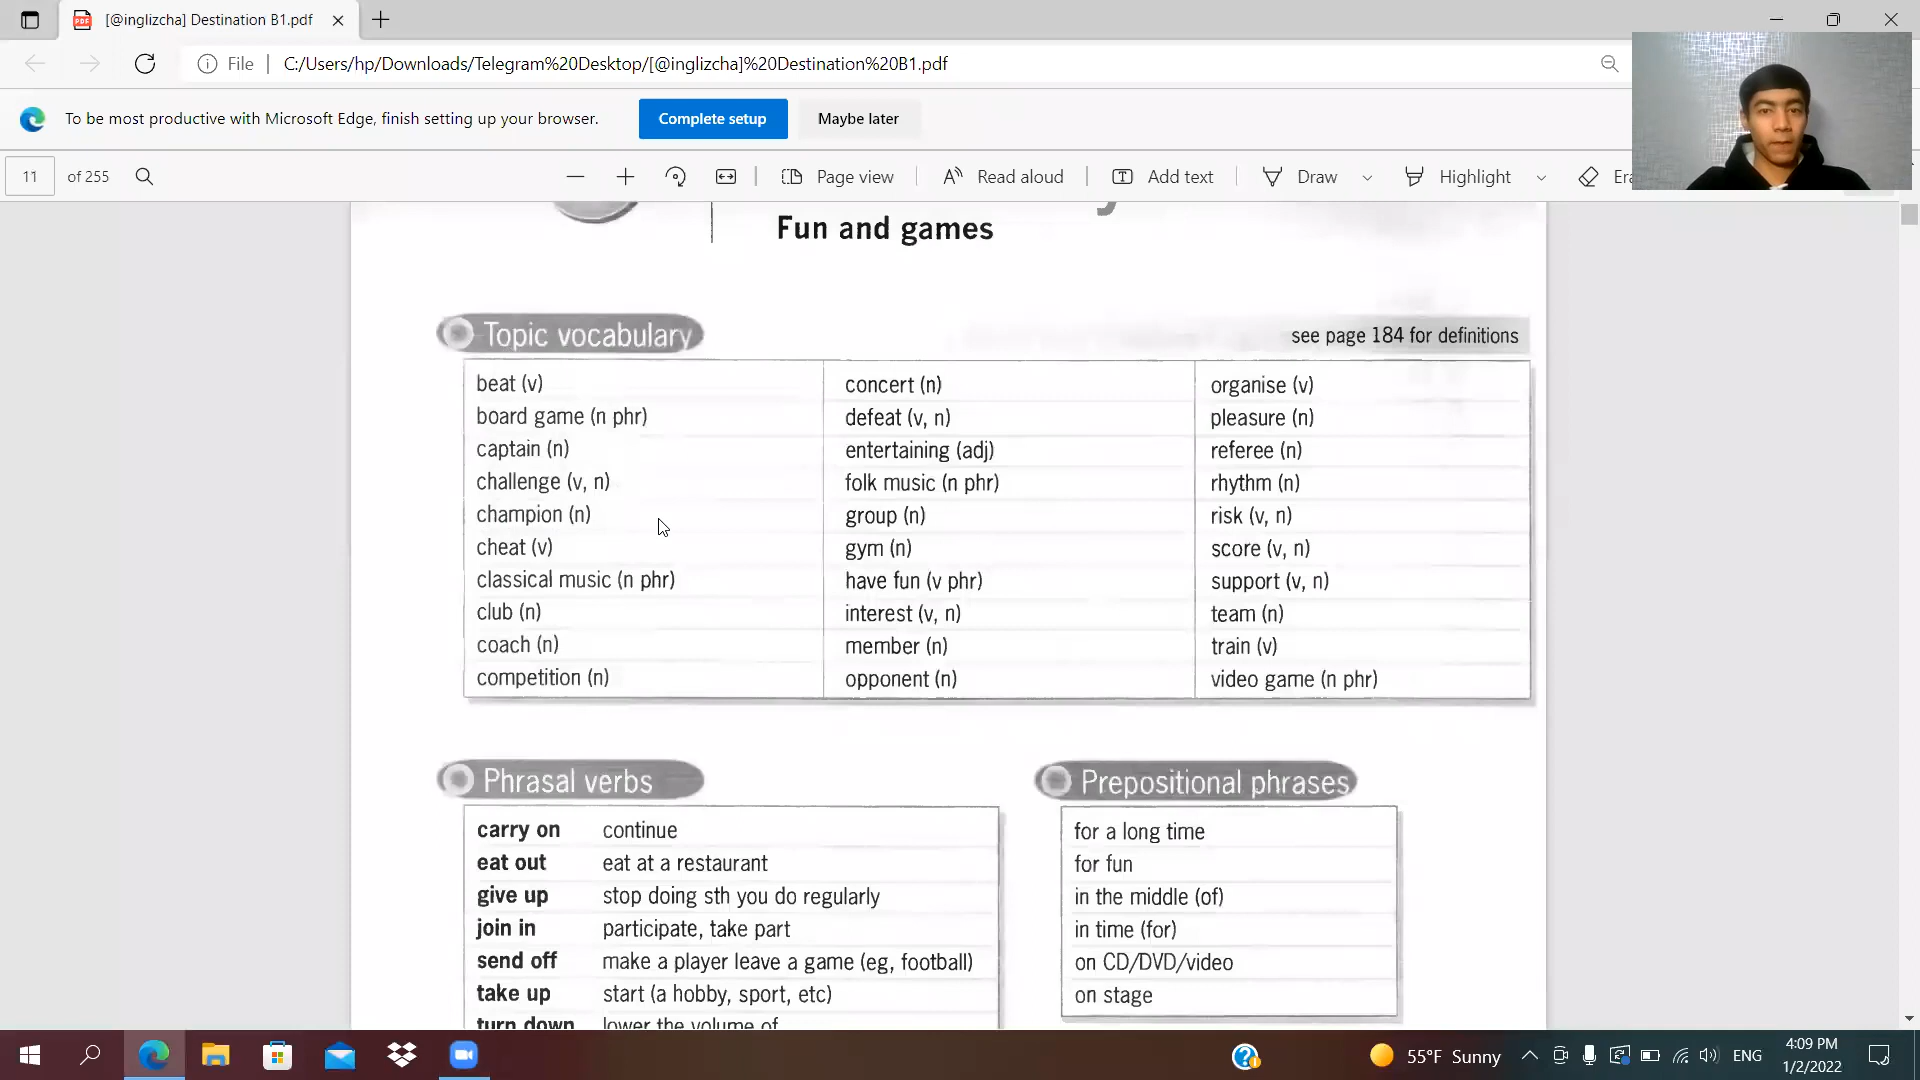 [@inglizcha] Destination B1.pdf
File
C:/Users/hp/Downloads/Telegram%20Desktop/[@inglizcha]%20Destination%20B1.pdf
To be most productive with Microsoft Edge, finish setting up your browser.
Complete setup
Maybe later
11 of 255
Page view
Read aloud
Add text
Draw
Highlight
Fun and games
Topic vocabulary
see page 184 for definitions
beat (v)
board game (n phr)
captain (n)
challenge (v, n)
champion (n)
cheat (v)
classical music (n phr)
club (n)
coach (n)
competition (n)
concert (n)
defeat (v, n)
entertaining (adj)
folk music (n phr)
group (n)
gym (n)
have fun (v phr)
interest (v, n)
member (n)
opponent (n)
organise (v)
pleasure (n)
referee (n)
rhythm (n)
risk (v, n)
score (v, n)
support (v, n)
team (n)
train (v)
video game (n phr)
Phrasal verbs
carry on continue
eat out eat at a restaurant
give up stop doing sth you do regularly
join in participate, take part
send off make a player leave a game (eg, football)
take up start (a hobby, sport, etc)
turn down lower the volume of
Prepositional phrases
for a long time
for fun
in the middle (of)
in time (for)
on CD/DVD/video
on stage
55°F Sunny
ENG
4:09 PM
1/2/2022